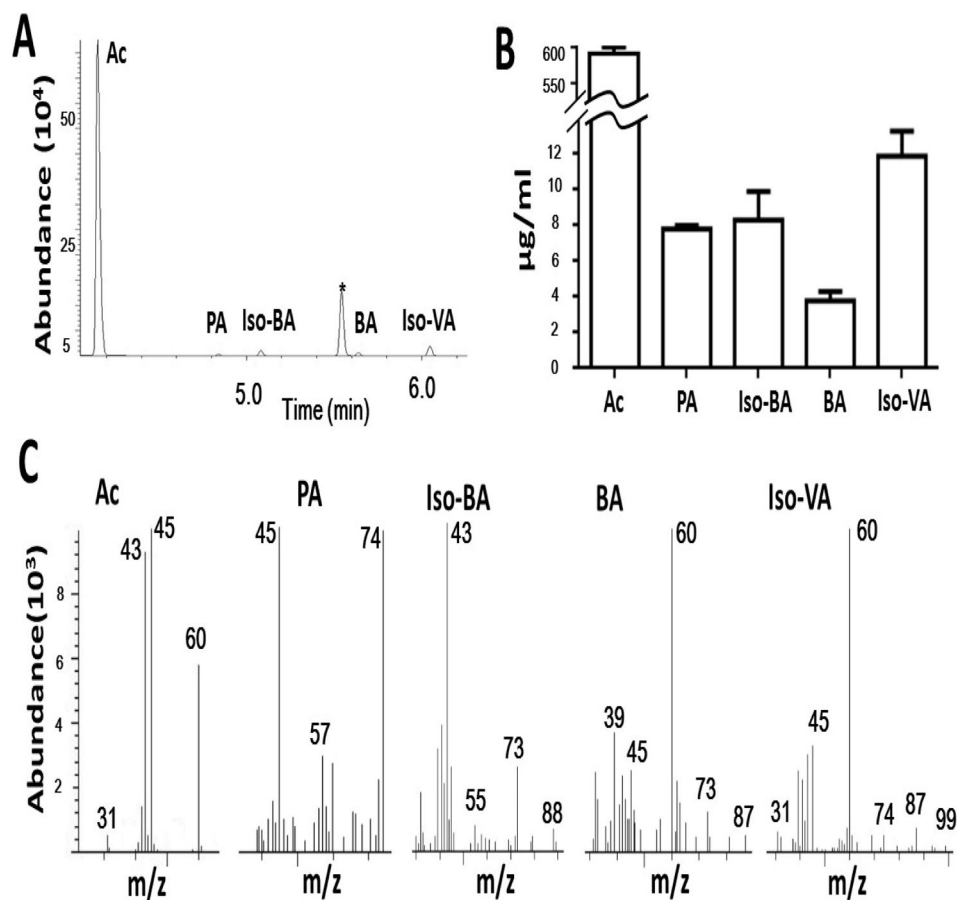 A
Ac
Abundance (10⁴)
50
25
5
*
PA Iso-BA BA Iso-VA
5.0 6.0
Time (min)
B
µg/ml
600
550
12
10
8
6
4
2
0
Ac PA Iso-BA BA Iso-VA
C
Ac PA Iso-BA BA Iso-VA
Abundance(10³)
8
6
4
2
43 45 60 31
45 74 57
43 73 55 88
60 39 45 73 87
60 45 31 74 87 99
m/z m/z m/z m/z m/z